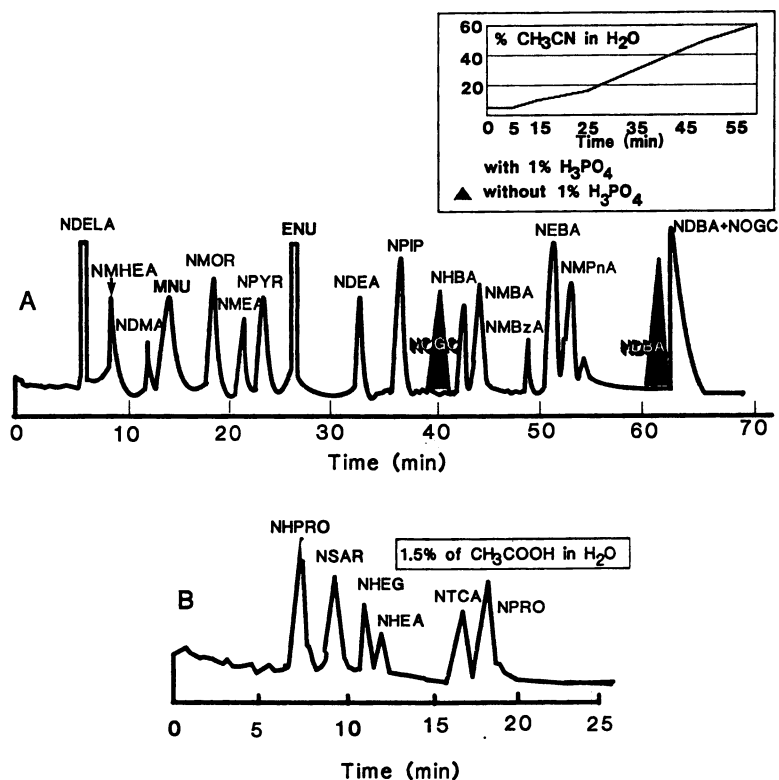 60
% CH3CN in H2O
40
20
0 5 15 25 35 45 55
Time (min)
with 1% H3PO4
▲ without 1% H3PO4
A
NDELA
NMHEA
NDMA
MNU
NMOR
NMEA
NPYR
ENU
NDEA
NPIP
NOGC
NHBA
NMBA
NMBzA
NEBA
NMPnA
NDBA
NDBA+NOGC
0 10 20 30 40 50 60 70
Time (min)
B
1.5% of CH3COOH in H2O
NHPRO
NSAR
NHEG
NHEA
NTCA
NPRO
0 5 10 15 20 25
Time (min)